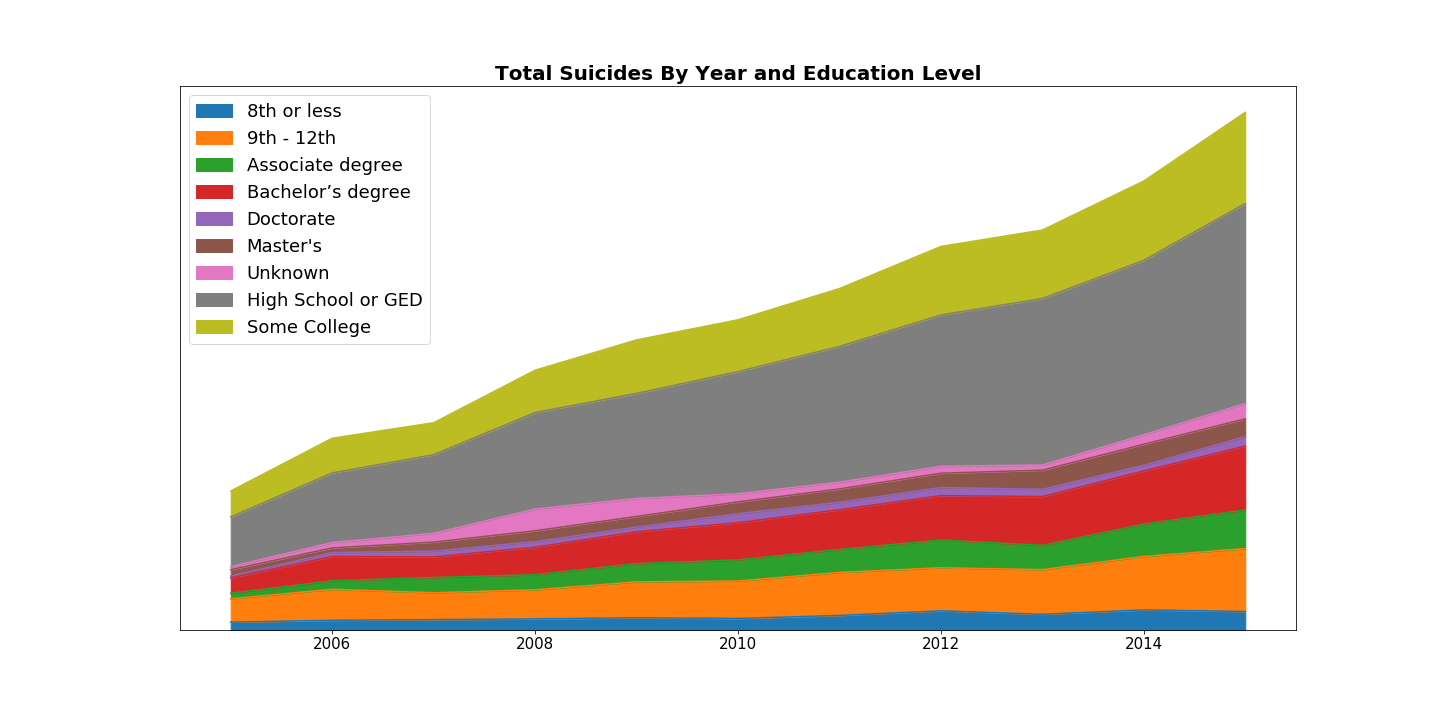 Total Suicides By Year and Education Level
8th or less
9th - 12th
Associate degree
Bachelor’s degree
Doctorate
Master's
Unknown
High School or GED
Some College
2006 2008 2010 2012 2014